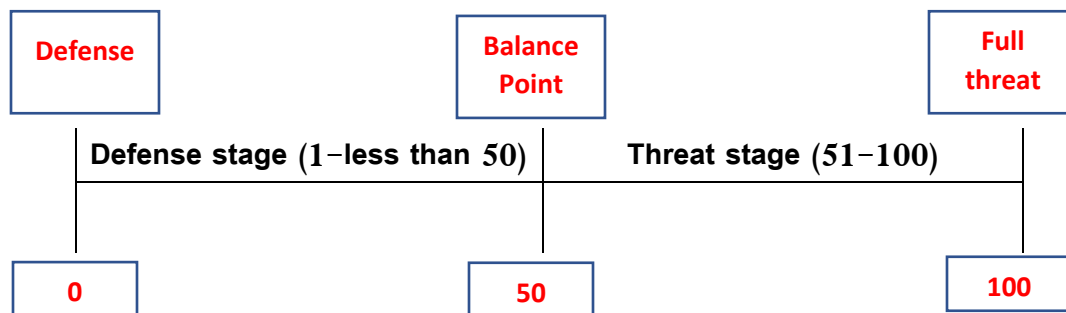 Defense
Balance
Point
Full
threat
Defense stage (1-less than 50)
Threat stage (51-100)
0
50
100